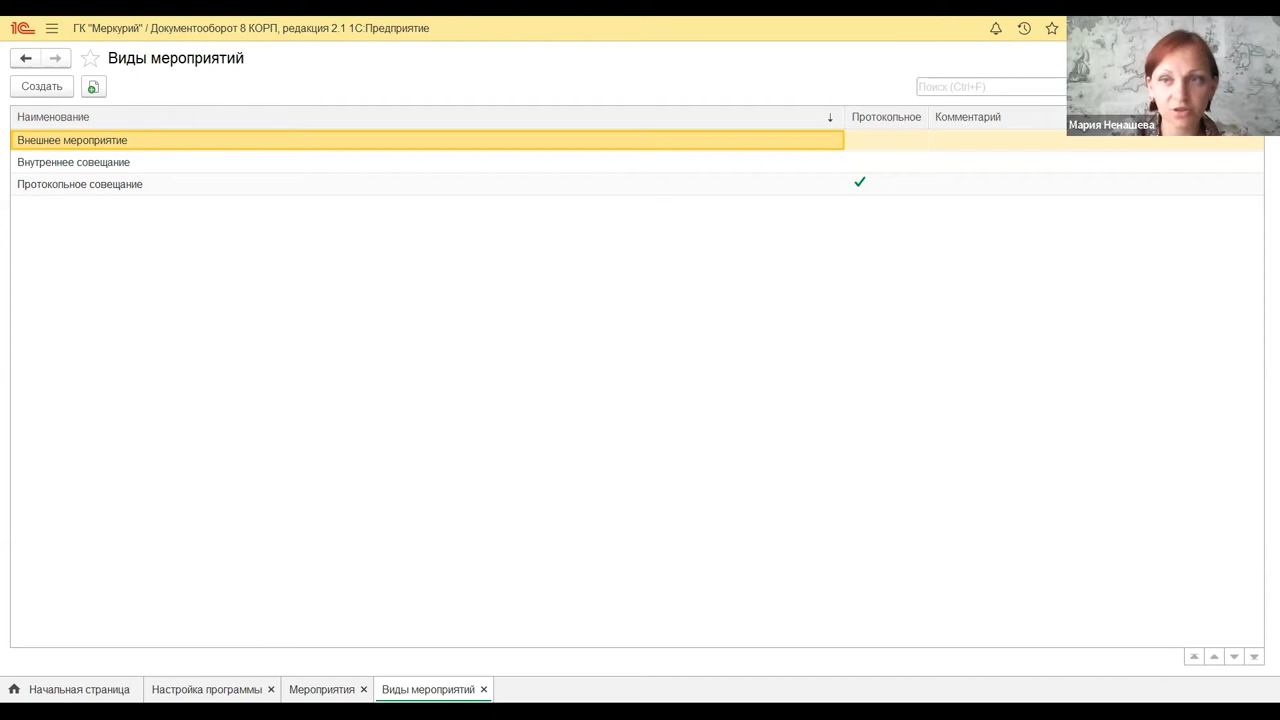 1С ГК "Меркурий" / Документооборот 8 КОРП, редакция 2.1 1С:Предприятие
Виды мероприятий
Создать
Поиск (Ctrl+F)
Мария Ненашева
Наименование
Протокольное
Комментарий
Внешнее мероприятие
Внутреннее совещание
Протокольное совещание
Начальная страница
Настройка программы
Мероприятия
Виды мероприятий